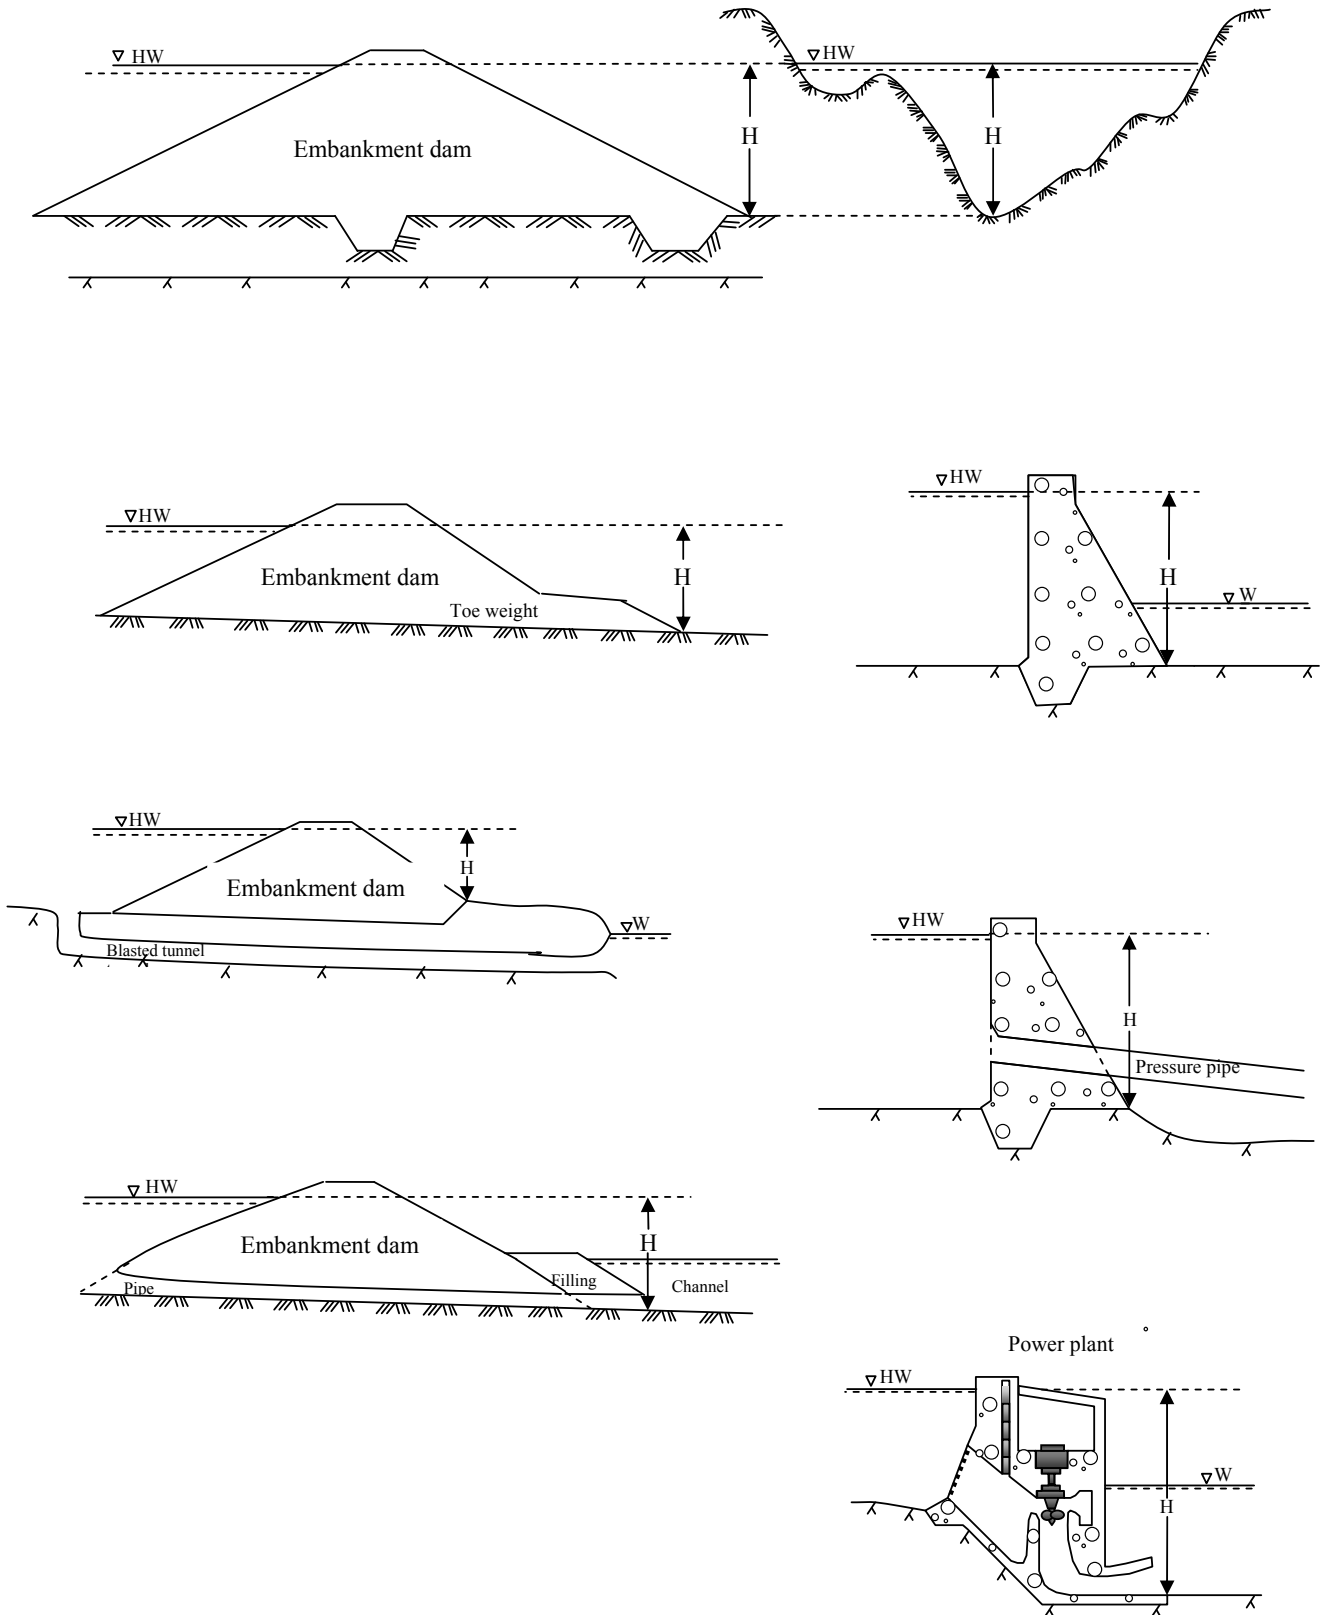 HW
HW
H
H
Embankment dam
HW
HW
Embankment dam
H
H
Toe weight
W
HW
H
Embankment dam
HW
W
Blasted tunnel
H
Pressure pipe
HW
H
Embankment dam
Filling
Pipe
Channel
Power plant
HW
W
H